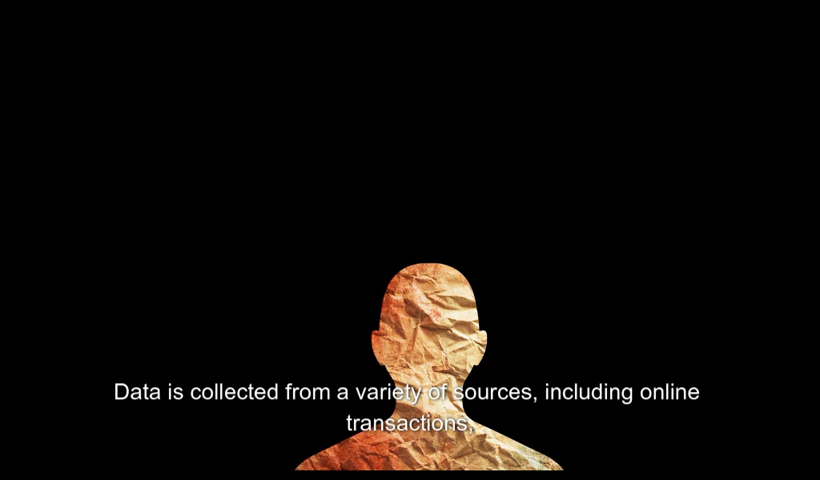 Data is collected from a variety of sources, including online
transactions,